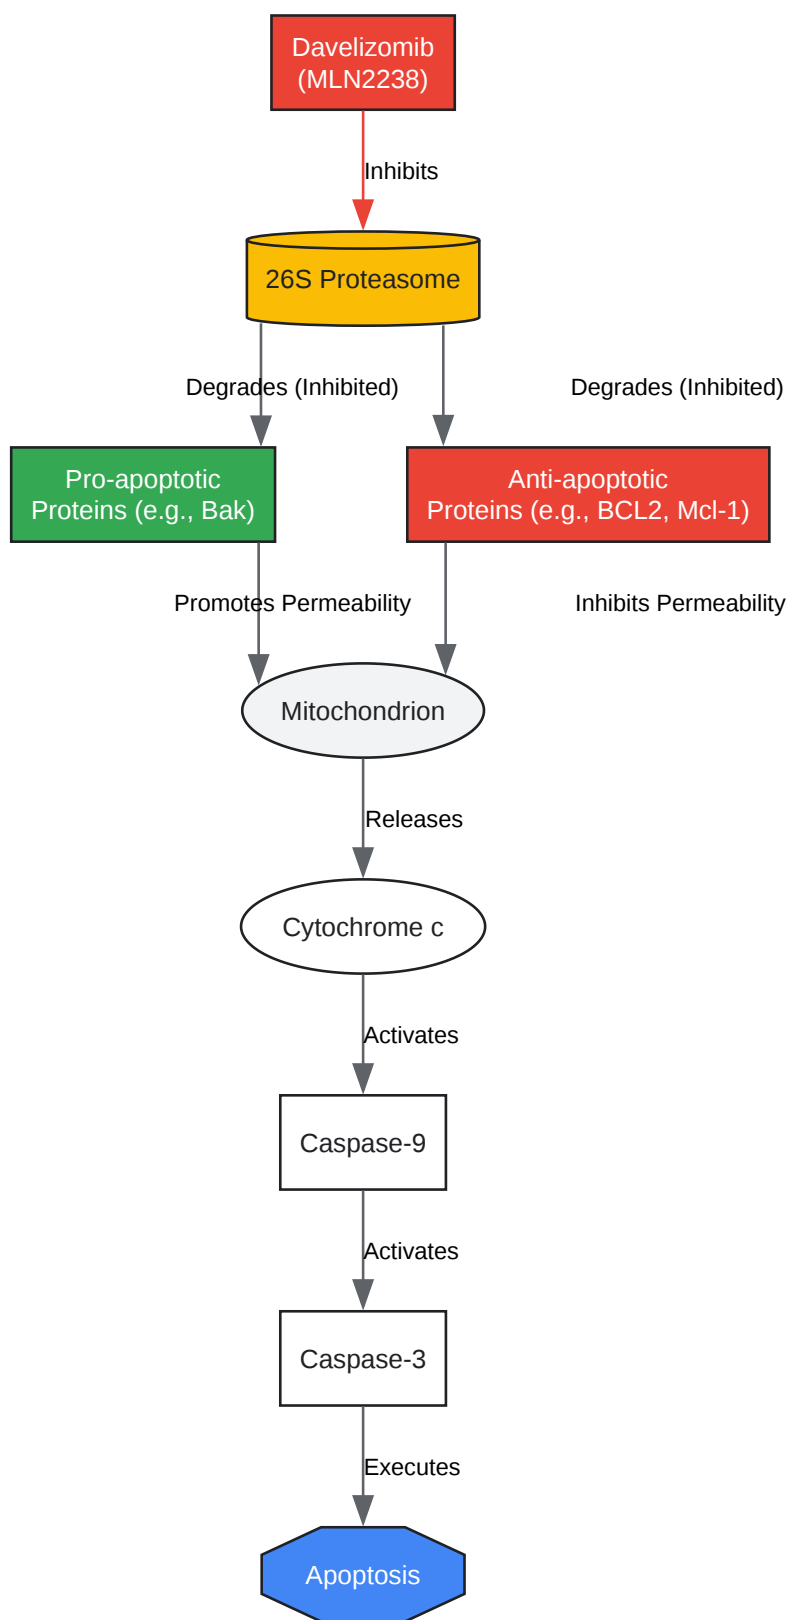 Davelizomib
(MLN2238)
Inhibits
26S Proteasome
Degrades (Inhibited)
Degrades (Inhibited)
Pro-apoptotic
Proteins (e.g., Bak)
Anti-apoptotic
Proteins (e.g., BCL2, Mcl-1)
Promotes Permeability
Inhibits Permeability
Mitochondrion
Releases
Cytochrome c
Activates
Caspase-9
Activates
Caspase-3
Executes
Apoptosis